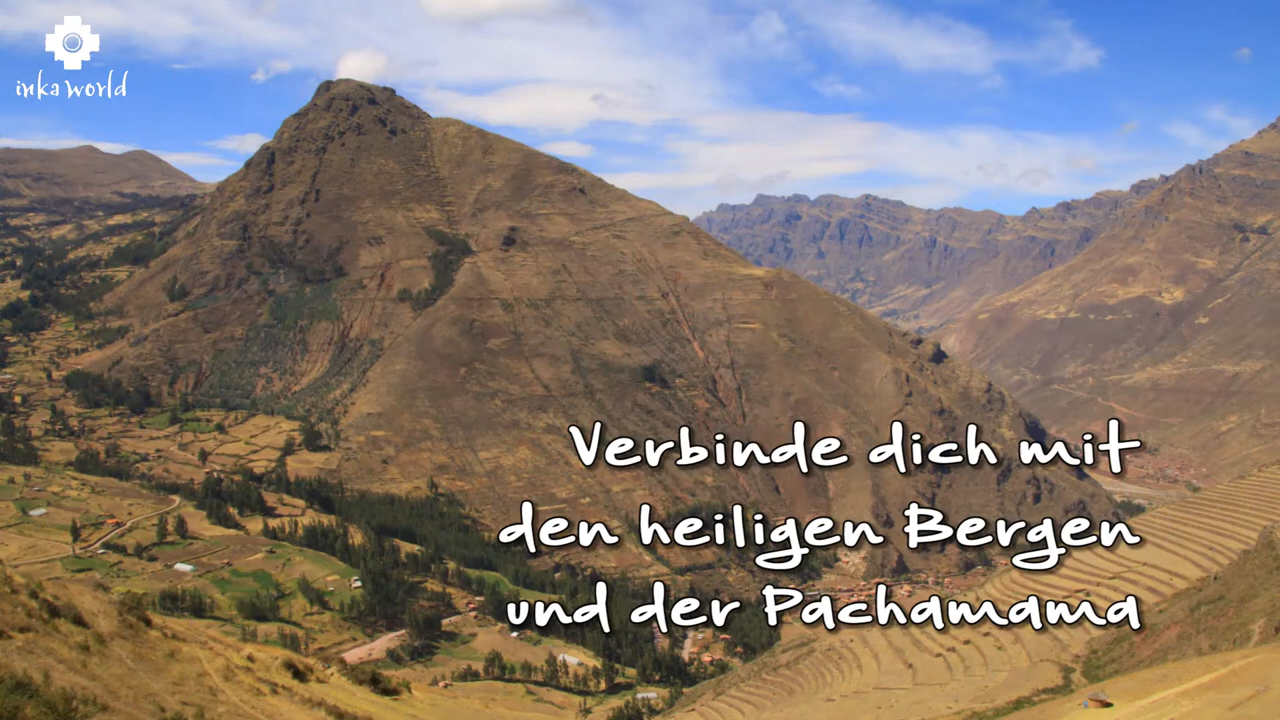 inka world
Verbinde dich mit
den heiligen Bergen
und der Pachamama